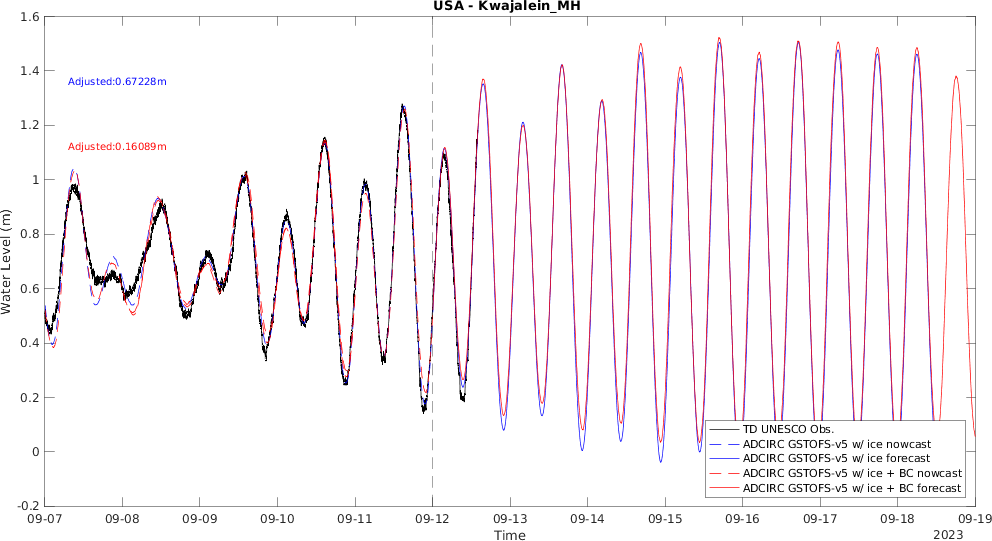 USA - Kwajalein_MH
1.6
1.4
1.2
1
0.8
0.6
0.4
0.2
0
-0.2
Water Level (m)
Adjusted:0.67228m
Adjusted:0.16089m
TD UNESCO Obs.
ADCIRC GSTOFS-v5 w/ ice nowcast
ADCIRC GSTOFS-v5 w/ ice forecast
ADCIRC GSTOFS-v5 w/ ice + BC nowcast
ADCIRC GSTOFS-v5 w/ ice + BC forecast
09-07 09-08 09-09 09-10 09-11 09-12 09-13 09-14 09-15 09-16 09-17 09-18 09-19
Time
2023